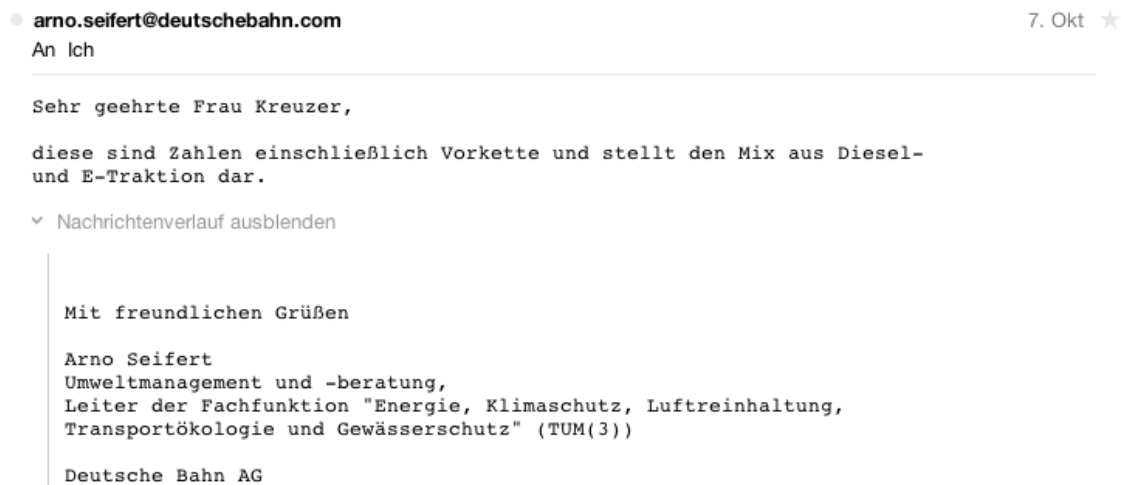 arno.seifert@deutschebahn.com 7. Okt
An Ich
Sehr geehrte Frau Kreuzer,
diese sind Zahlen einschließlich Vorkette und stellt den Mix aus Diesel-
und E-Traktion dar.
Nachrichtenverlauf ausblenden
Mit freundlichen Grüßen
Arno Seifert
Umweltmanagement und -beratung,
Leiter der Fachfunktion "Energie, Klimaschutz, Luftreinhaltung,
Transportökologie und Gewässerschutz" (TUM(3))
Deutsche Bahn AG